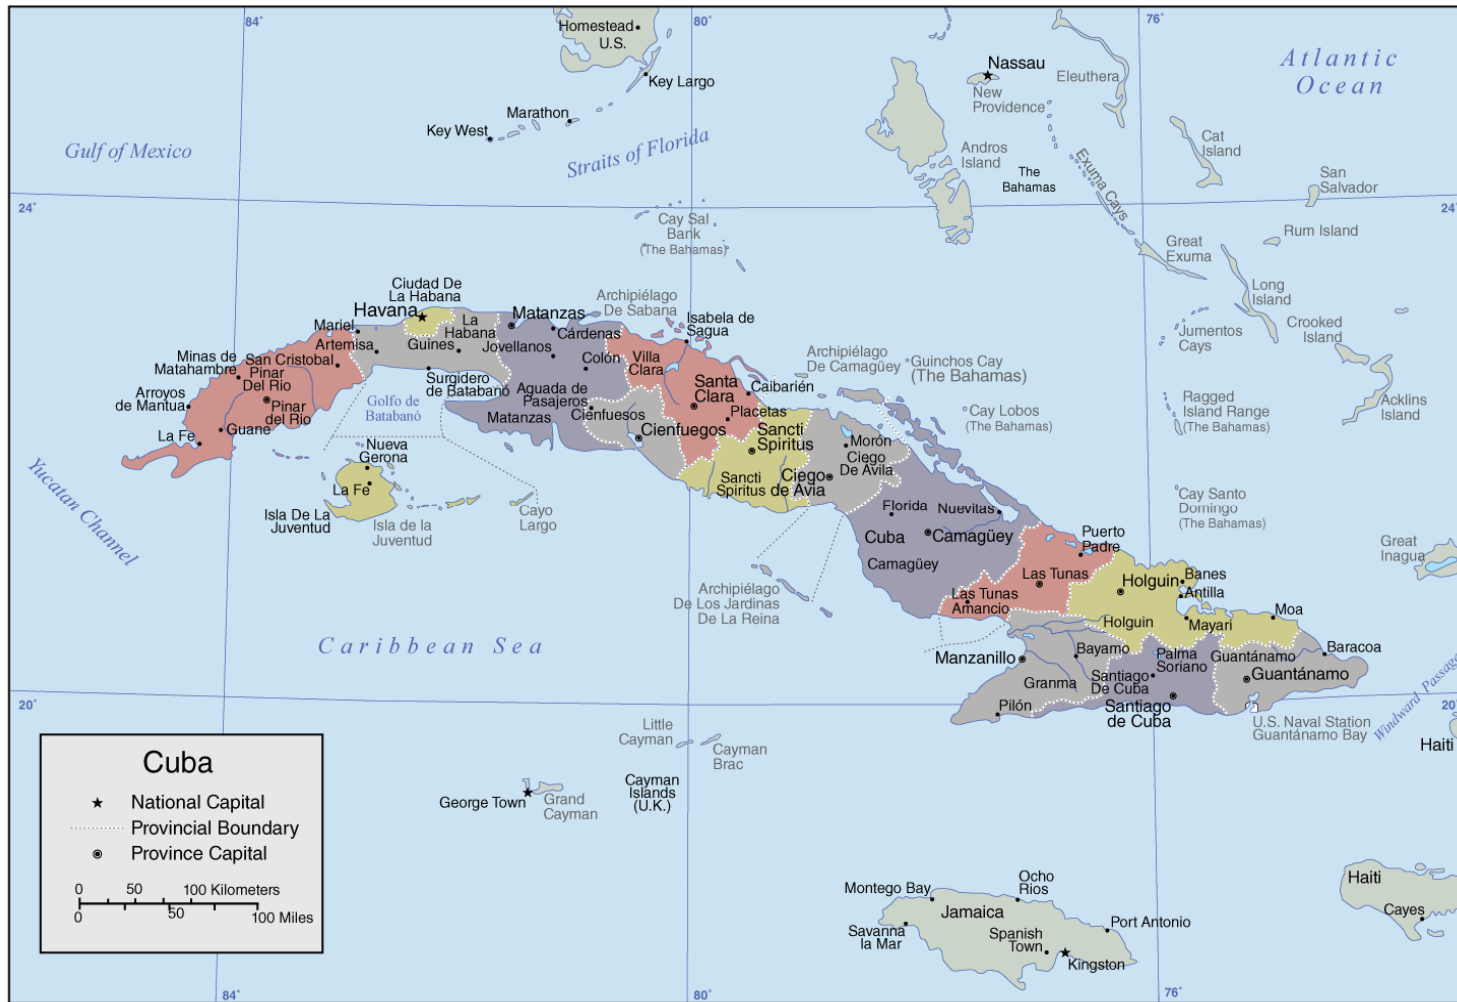 84˚
80˚
76˚
Homestead
U.S.
Key Largo
Marathon
Key West
Nassau
New
Providence
Eleuthera
Atlantic
Ocean
Gulf of Mexico
Straits of Florida
Andros
Island
The
Bahamas
Exuma Cays
Cat
Island
San
Salvador
24˚
24˚
Cay Sal
Bank
(The Bahamas)
Great
Exuma
Rum Island
Long
Island
Crooked
Island
Jumentos
Cays
Acklins
Island
Ragged
Island Range
(The Bahamas)
Ciudad De
La Habana
Havana
La
Habana
Mariel
Artemisa
Guines
Matanzas
Cárdenas
Jovellanos
Colón
Archipiélago
De Sabana
Isabela de
Sagua
Minas de
Matahambre
San Cristobal
Pinar
Del Rio
Pinar
del Rio
Arroyos
de Mantua
La Fe
Guane
Surgidero
de Batabanó
Golfo de
Batabanó
Aguada de
Pasajeros
Matanzas
Villa
Clara
Santa
Clara
Placetas
Caibarién
Cienfuesos
Cienfuegos
Archipiélago
De Camagüey
Guinchos Cay
(The Bahamas)
Cay Lobos
(The Bahamas)
Sancti
Spiritus
Sancti
Spiritus
Morón
Ciego
De Avila
Ciego
de Avia
Nueva
Gerona
La Fe
Isla De La
Juventud
Isla de la
Juventud
Cayo
Largo
Yucatan Channel
Florida
Nuevitas
Cuba
Camagüey
Camagüey
Cay Santo
Domingo
(The Bahamas)
Great
Inagua
Puerto
Padre
Las Tunas
Las Tunas
Amancio
Holguin
Banes
Antilla
Holguin
Mayari
Moa
Archipiélago
De Los Jardinas
De La Reina
Caribbean Sea
Manzanillo
Bayamo
Granma
Pilón
Palma
Soriano
Santiago
De Cuba
Santiago
de Cuba
Guantánamo
Guantánamo
Baracoa
U.S. Naval Station
Guantánamo Bay
Windward Passage
20˚
20˚
Haiti
Little
Cayman
Cayman
Brac
Cayman
Islands
(U.K.)
George Town
Grand
Cayman
Cuba
National Capital
Provincial Boundary
Province Capital
0 50 100 Kilometers
0 50 100 Miles
Montego Bay
Ocho
Rios
Jamaica
Savanna
la Mar
Spanish
Town
Port Antonio
Kingston
Haiti
Cayes
84˚
80˚
76˚